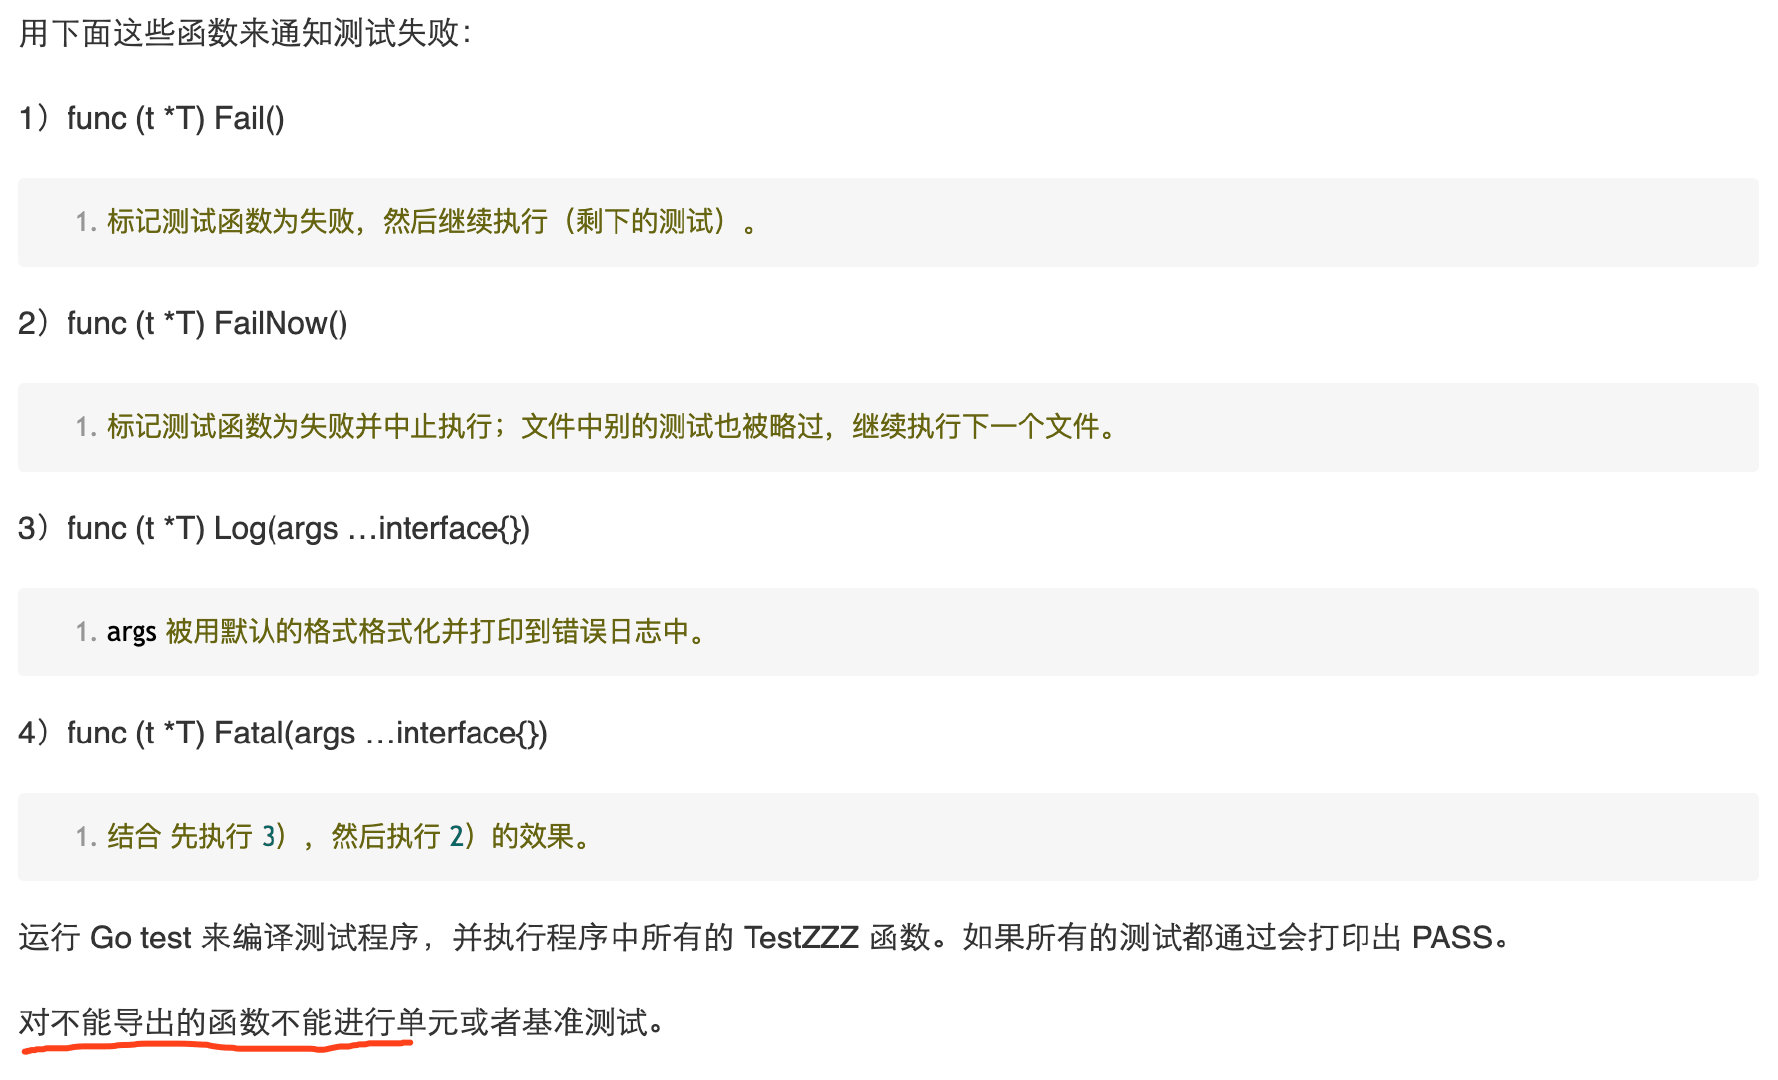 用下面这些函数来通知测试失败：
1）func (t *T) Fail()
1. 标记测试函数为失败，然后继续执行（剩下的测试）。
2）func (t *T) FailNow()
1. 标记测试函数为失败并中止执行；文件中别的测试也被略过，继续执行下一个文件。
3）func (t *T) Log(args …interface{})
1. args 被用默认的格式格式化并打印到错误日志中。
4）func (t *T) Fatal(args …interface{})
1. 结合 先执行 3），然后执行 2）的效果。
运行 Go test 来编译测试程序，并执行程序中所有的 TestZZZ 函数。如果所有的测试都通过会打印出 PASS。
对不能导出的函数不能进行单元或者基准测试。